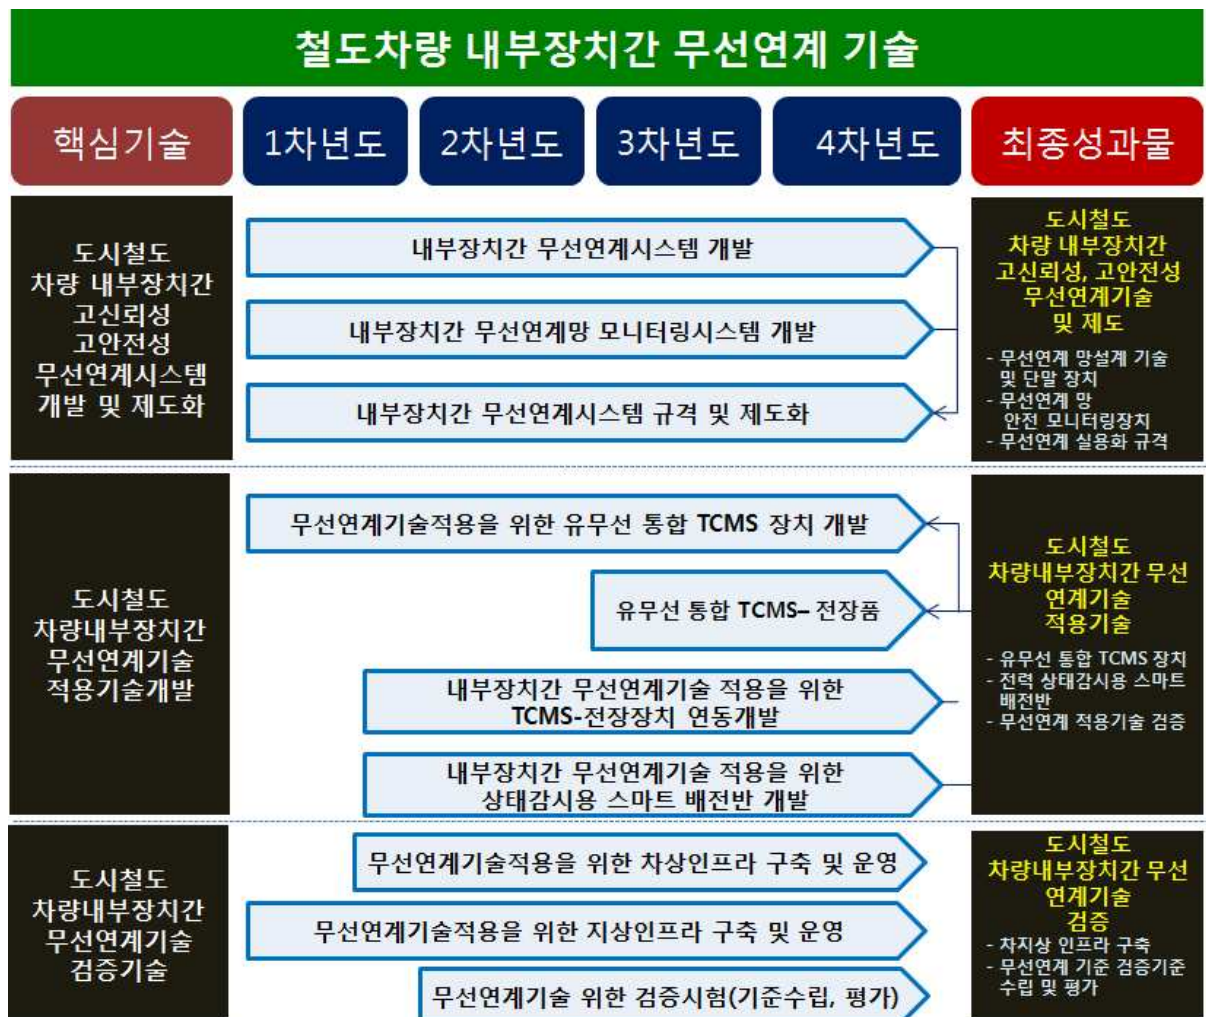 철도차량 내부장치간 무선연계 기술
핵심기술
1차년도
2차년도
3차년도
4차년도
최종성과물
도시철도
차량 내부장치간
고신뢰성
고안전성
무선연계시스템
개발 및 제도화
내부장치간 무선연계시스템 개발
내부장치간 무선연계망 모니터링시스템 개발
내부장치간 무선연계시스템 규격 및 제도화
도시철도
차량 내부장치간
고신뢰성, 고안전성
무선연계기술
및 제도
- 무선연계 망설계 기술
및 단말 장치
- 무선연계 망
안전 모니터링장치
- 무선연계 실용화 규격
도시철도
차량내부장치간
무선연계기술
적용기술개발
무선연계기술적용을 위한 유무선 통합 TCMS 장치 개발
유무선 통합 TCMS– 전장품
내부장치간 무선연계기술 적용을 위한
TCMS-전장장치 연동개발
내부장치간 무선연계기술 적용을 위한
상태감시용 스마트 배전반 개발
도시철도
차량내부장치간 무선
연계기술
적용기술
- 유무선 통합 TCMS 장치
- 전력 상태감시용 스마트
배전반
- 무선연계 적용기술 검증
도시철도
차량내부장치간
무선연계기술
검증기술
무선연계기술적용을 위한 차상인프라 구축 및 운영
무선연계기술적용을 위한 지상인프라 구축 및 운영
무선연계기술 위한 검증시험(기준수립, 평가)
도시철도
차량내부장치간 무선
연계기술
검증
- 차지상 인프라 구축
- 무선연계 기준 검증기준
수립 및 평가